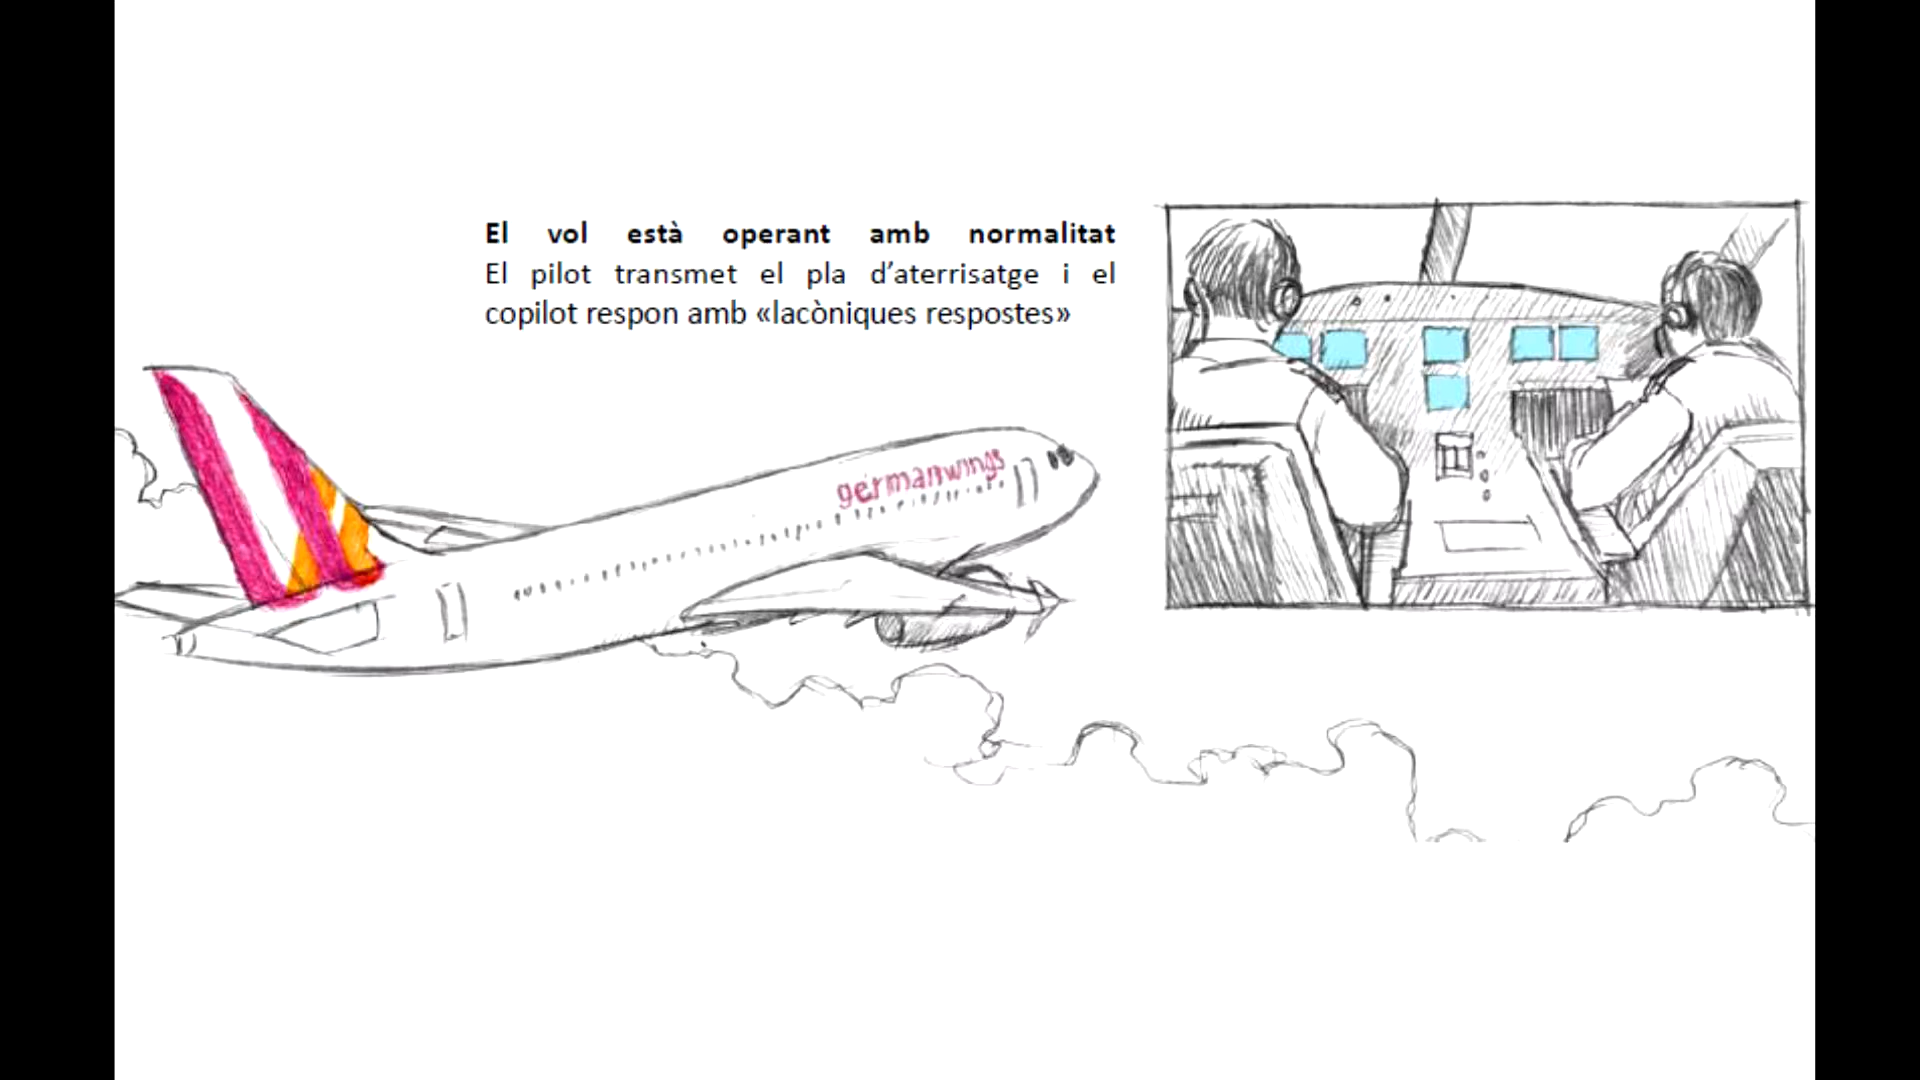 El vol està operant amb normalitat
El pilot transmet el pla d’aterrisatge i el
copilot respon amb «lacòniques respostes»
germanwings